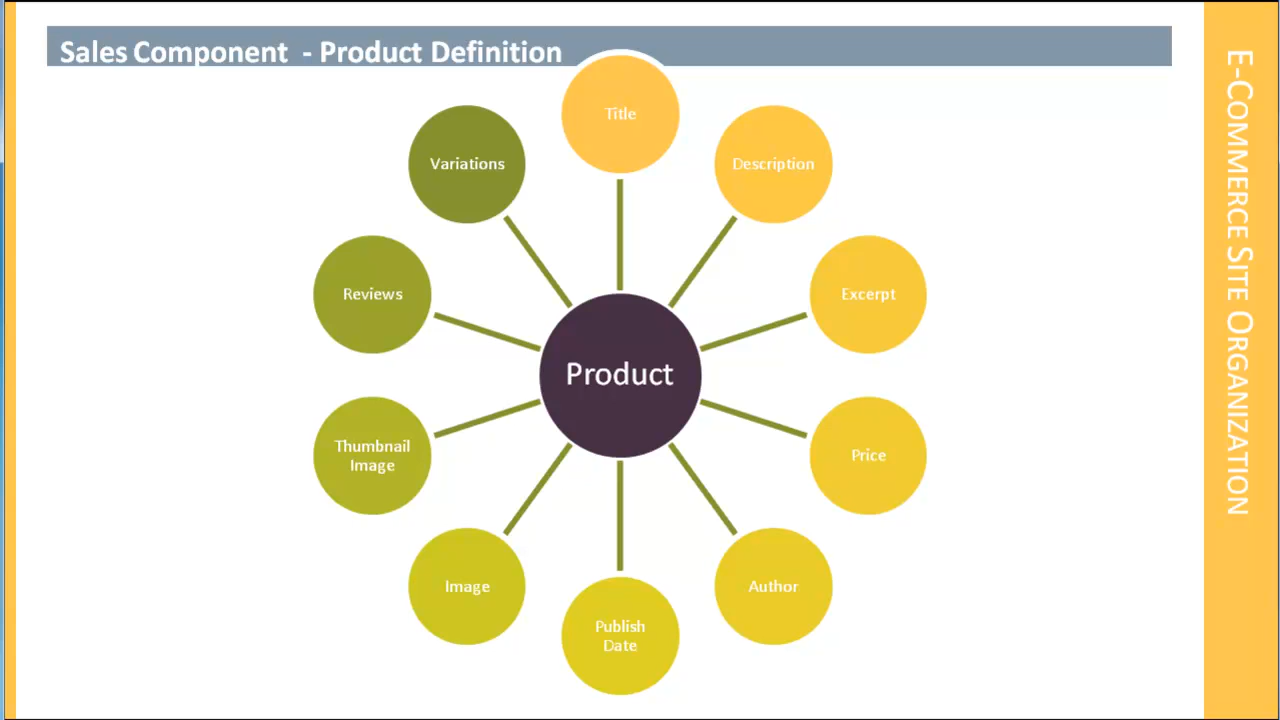 Sales Component - Product Definition
Title
Description
Excerpt
Price
Author
Publish
Date
Image
Thumbnail
Image
Reviews
Variations
Product
E-COMMERCE SITE ORGANIZATION